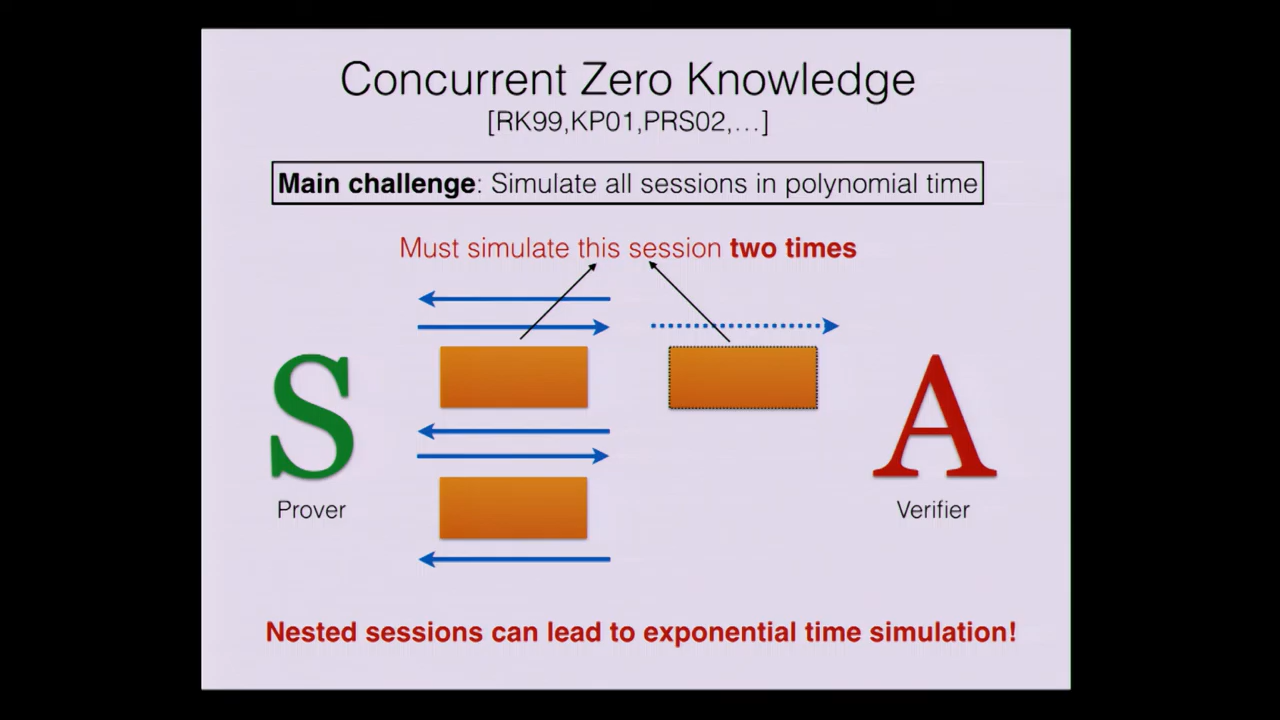 Concurrent Zero Knowledge
[RK99,KP01,PRS02,...]
Main challenge: Simulate all sessions in polynomial time
Must simulate this session two times
S
A
Prover
Verifier
Nested sessions can lead to exponential time simulation!